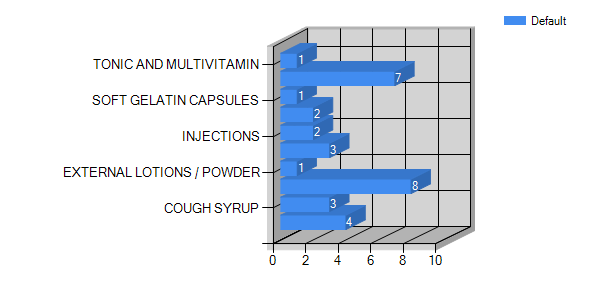 Default
TONIC AND MULTIVITAMIN
1
7
SOFT GELATIN CAPSULES
1
2
INJECTIONS
2
3
EXTERNAL LOTIONS / POWDER
1
8
COUGH SYRUP
3
4
0 2 4 6 8 10